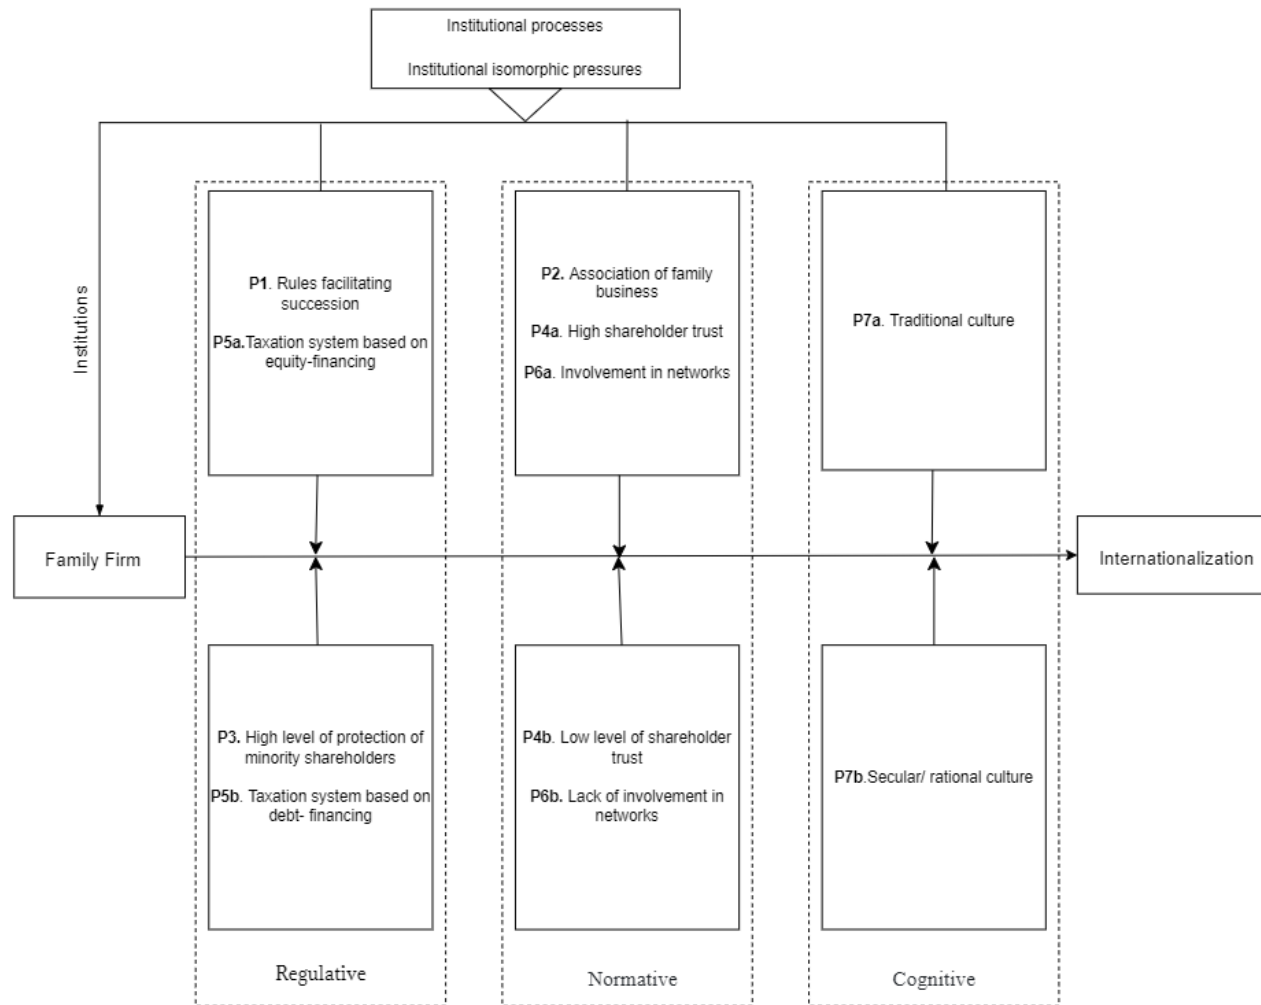 Institutional processes
Institutional isomorphic pressures
Institutions
P1. Rules facilitating
succession
P5a.Taxation system based on
equity-financing
P2. Association of family
business
P4a. High shareholder trust
P6a. Involvement in networks
P7a. Traditional culture
Family Firm
Internationalization
P3. High level of protection of
minority shareholders
P5b. Taxation system based on
debt- financing
P4b. Low level of shareholder
trust
P6b. Lack of involvement in
networks
P7b.Secular/ rational culture
Regulative
Normative
Cognitive